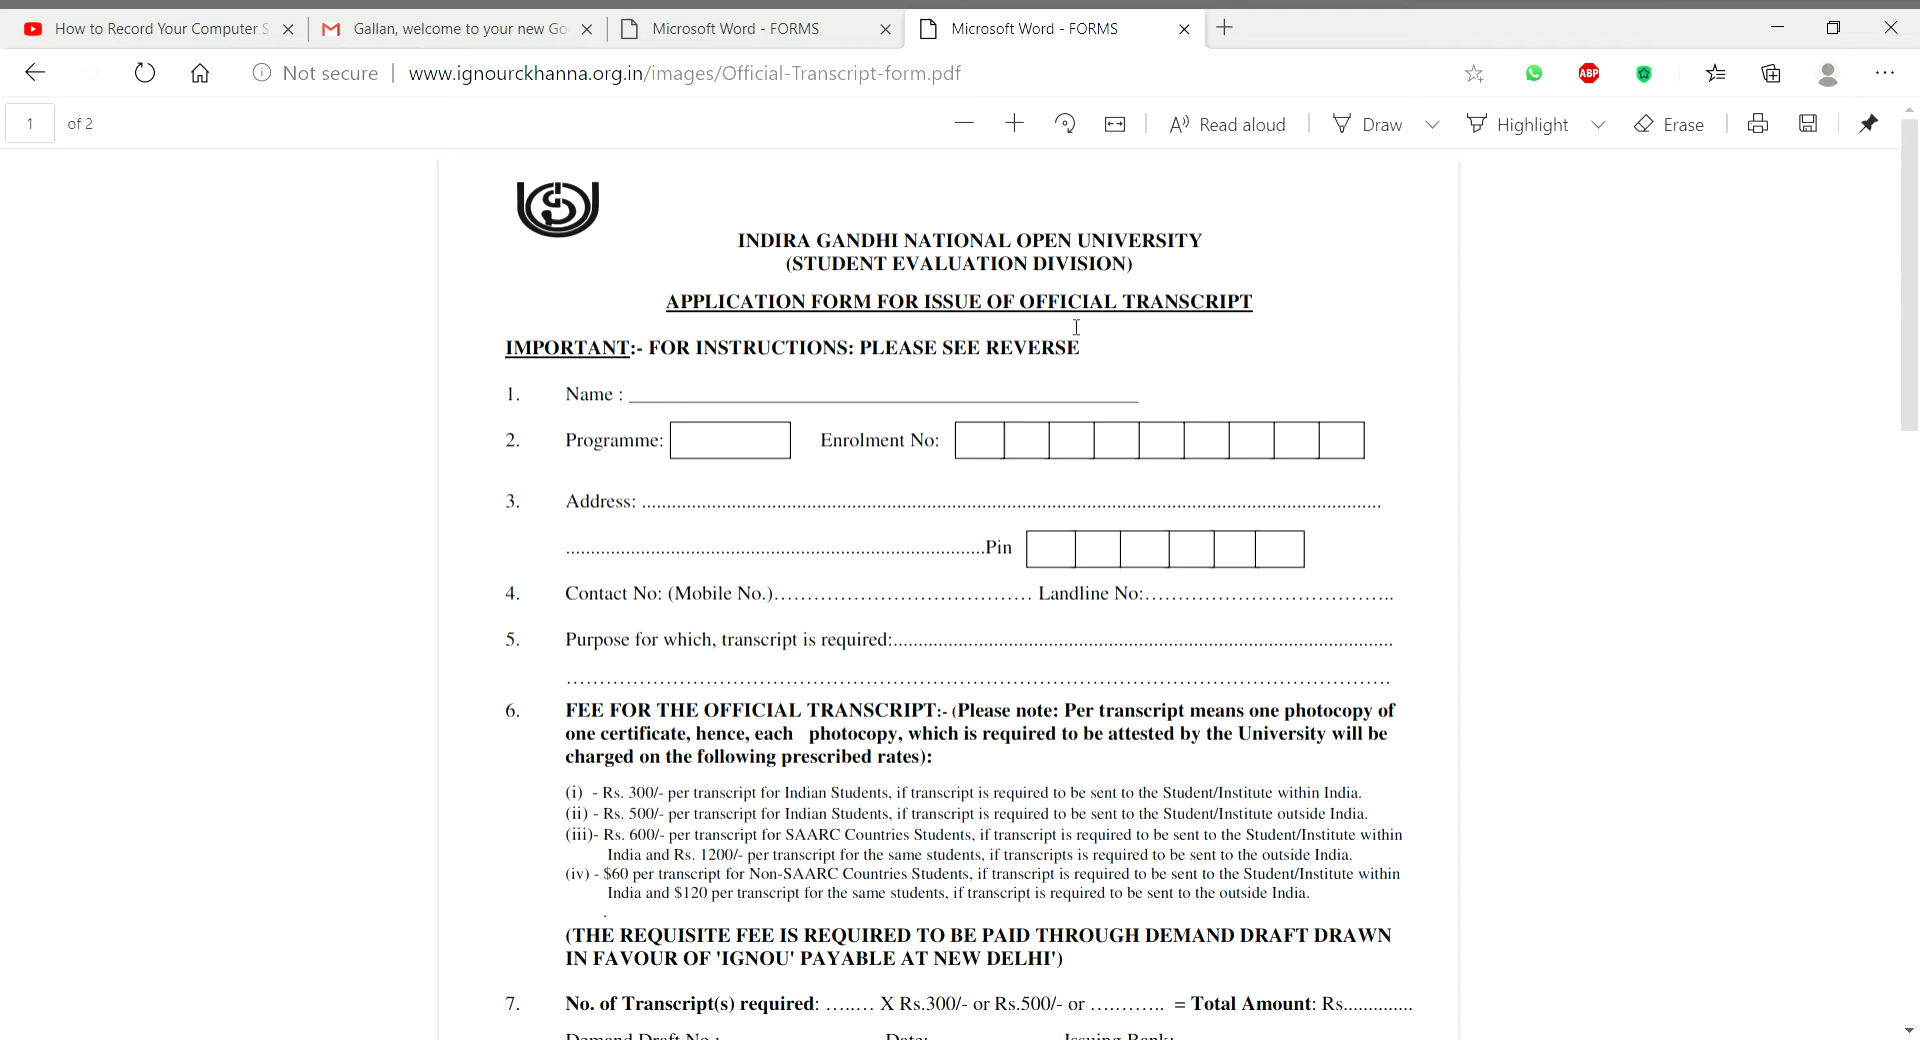 How to Record Your Computer S
Gallan, welcome to your new Go
Microsoft Word - FORMS
Microsoft Word - FORMS
Not secure | www.ignourckhanna.org.in/images/Official-Transcript-form.pdf
ABP
1 of 2
Read aloud
Draw
Highlight
Erase
INDIRA GANDHI NATIONAL OPEN UNIVERSITY
(STUDENT EVALUATION DIVISION)
APPLICATION FORM FOR ISSUE OF OFFICIAL TRANSCRIPT
IMPORTANT:- FOR INSTRUCTIONS: PLEASE SEE REVERSE
1. Name : ___________________________________________________
2. Programme: Enrolment No:
3. Address: ....................................................................................................................................................
....................................................................................Pin
4. Contact No: (Mobile No.)………………………………… Landline No:………………………………..
5. Purpose for which, transcript is required:....................................................................................................
……………………………………………………………………………………………………………
6. FEE FOR THE OFFICIAL TRANSCRIPT:- (Please note: Per transcript means one photocopy of
one certificate, hence, each photocopy, which is required to be attested by the University will be
charged on the following prescribed rates):
(i) - Rs. 300/- per transcript for Indian Students, if transcript is required to be sent to the Student/Institute within India.
(ii) - Rs. 500/- per transcript for Indian Students, if transcript is required to be sent to the Student/Institute outside India.
(iii)- Rs. 600/- per transcript for SAARC Countries Students, if transcript is required to be sent to the Student/Institute within
India and Rs. 1200/- per transcript for the same students, if transcripts is required to be sent to the outside India.
(iv) - $60 per transcript for Non-SAARC Countries Students, if transcript is required to be sent to the Student/Institute within
India and $120 per transcript for the same students, if transcript is required to be sent to the outside India.
.
(THE REQUISITE FEE IS REQUIRED TO BE PAID THROUGH DEMAND DRAFT DRAWN
IN FAVOUR OF 'IGNOU' PAYABLE AT NEW DELHI')
7. No. of Transcript(s) required: …….… X Rs.300/- or Rs.500/- or ………… = Total Amount: Rs..............
Demand Draft No.: Date: Issuing Bank: